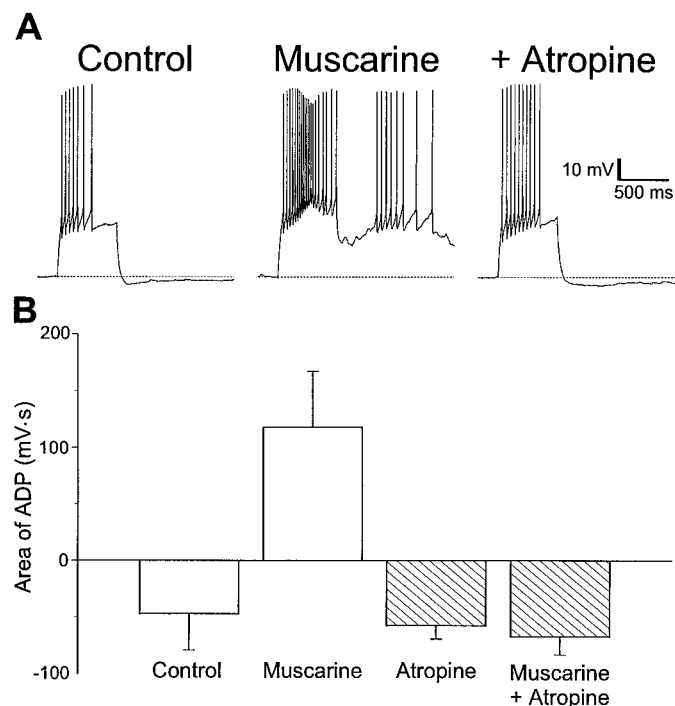 A
Control
Muscarine
+ Atropine
10 mV
500 ms
B
200
100
0
-100
Area of ADP (mV·s)
Control
Muscarine
Atropine
Muscarine
+ Atropine